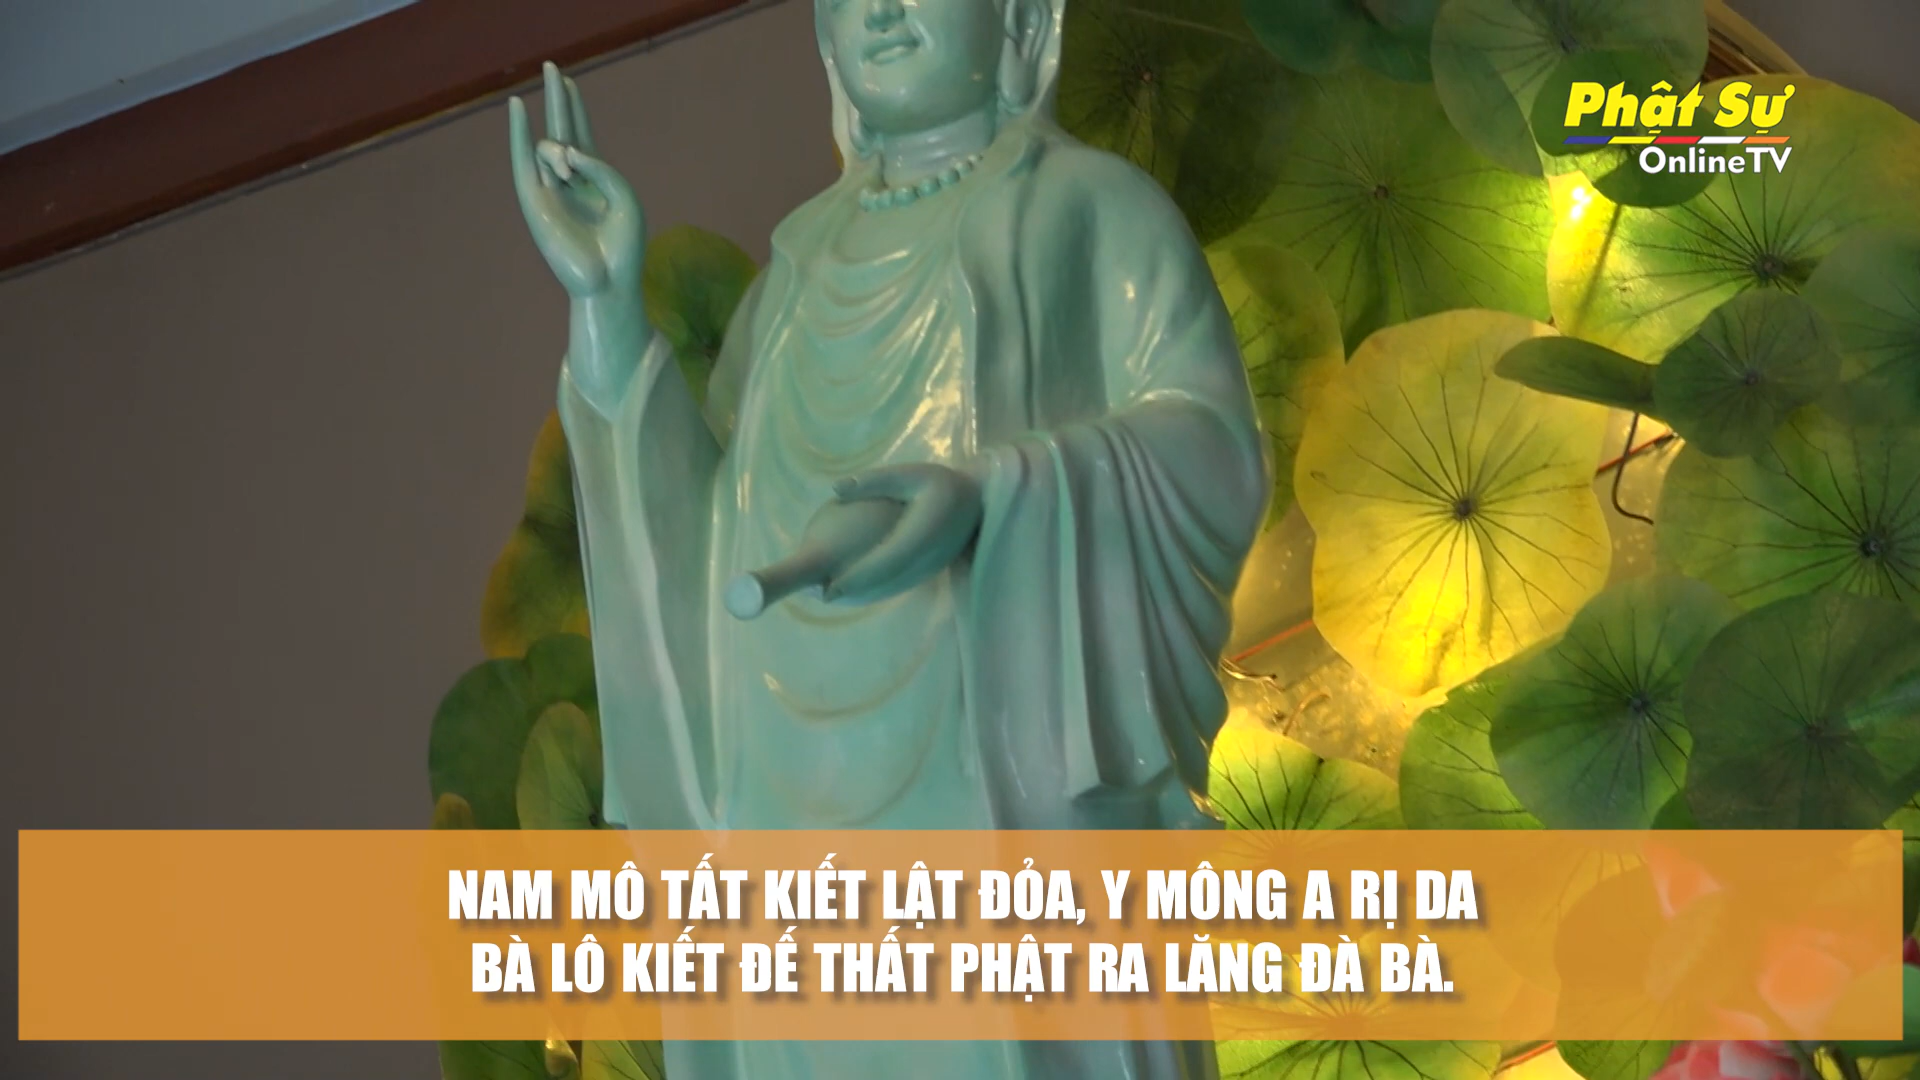 Phật Sự
OnlineTV
NAM MÔ TẤT KIẾT LẬT ĐỎA, Y MÔNG A RỊ DA
BÀ LÔ KIẾT ĐẾ THẤT PHẬT RA LĂNG ĐÀ BÀ.